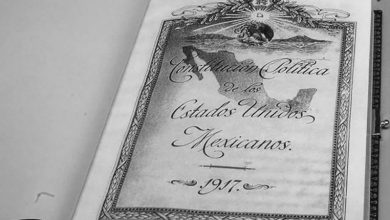 Constitución Política
de los
Estados Unidos
Mexicanos.
1917.